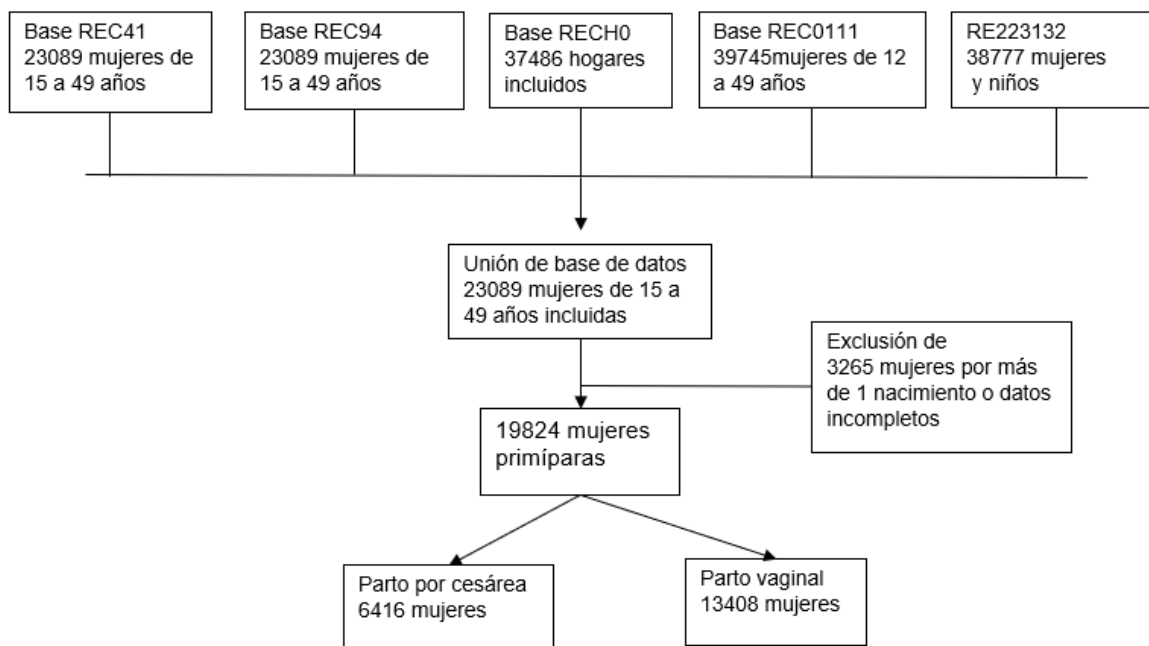 Base REC41
23089 mujeres de
15 a 49 años
Base REC94
23089 mujeres de
15 a 49 años
Base RECH0
37486 hogares
incluidos
Base REC0111
39745mujeres de 12
a 49 años
RE223132
38777 mujeres
y niños
Unión de base de datos
23089 mujeres de 15 a
49 años incluidas
Exclusión de
3265 mujeres por más
de 1 nacimiento o datos
incompletos
19824 mujeres
primíparas
Parto por cesárea
6416 mujeres
Parto vaginal
13408 mujeres